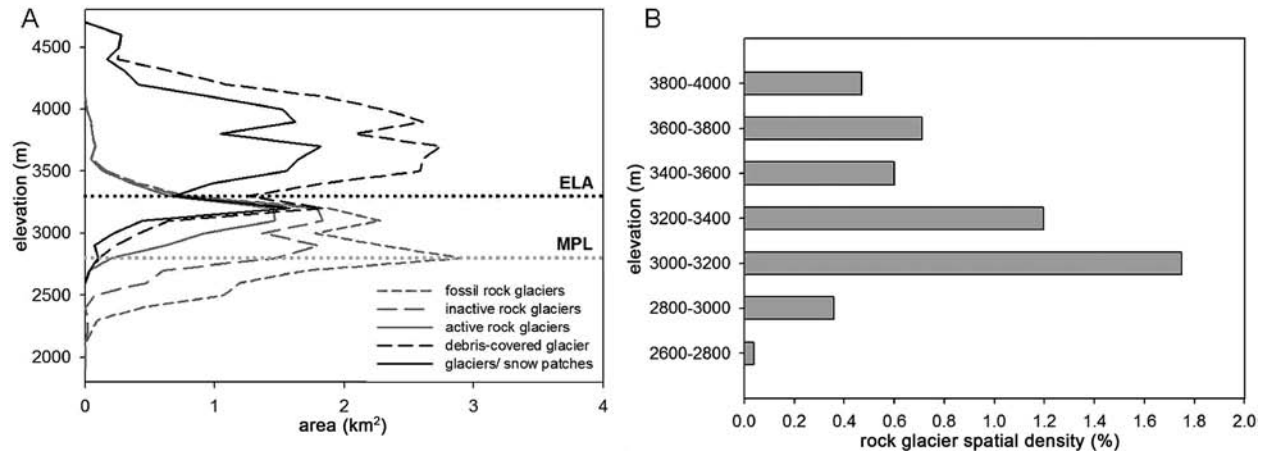 A
4500
4000
3500
3000
2500
2000
elevation (m)
ELA
MPL
fossil rock glaciers
inactive rock glaciers
active rock glaciers
debris-covered glacier
glaciers/ snow patches
0 1 2 3 4
area (km²)
B
3800-4000
3600-3800
3400-3600
3200-3400
3000-3200
2800-3000
2600-2800
elevation (m)
0.0 0.2 0.4 0.6 0.8 1.0 1.2 1.4 1.6 1.8 2.0
rock glacier spatial density (%)